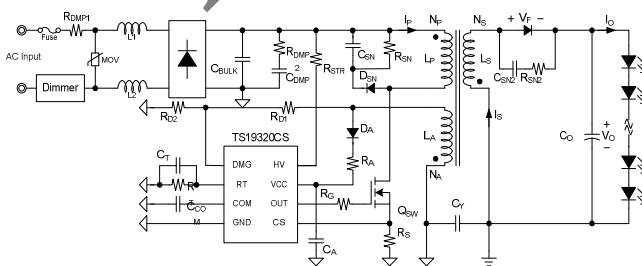 Fuse
RDMP1
L1
AC Input
MOV
L2
Dimmer
CBULK
RDMP
2
CDMP
RSTR
CSN
RSN
DSN
IP
NP
NS
LP
LS
+ VF −
IO
CSN2
RSN2
IS
CO
+
VO
−
RD2
RD1
DA
RA
LA
NA
TS19320CS
DMG HV
RT VCC
COM OUT
GND CS
CT
R
T
CCO
M
RG
QSW
RS
CA
CY